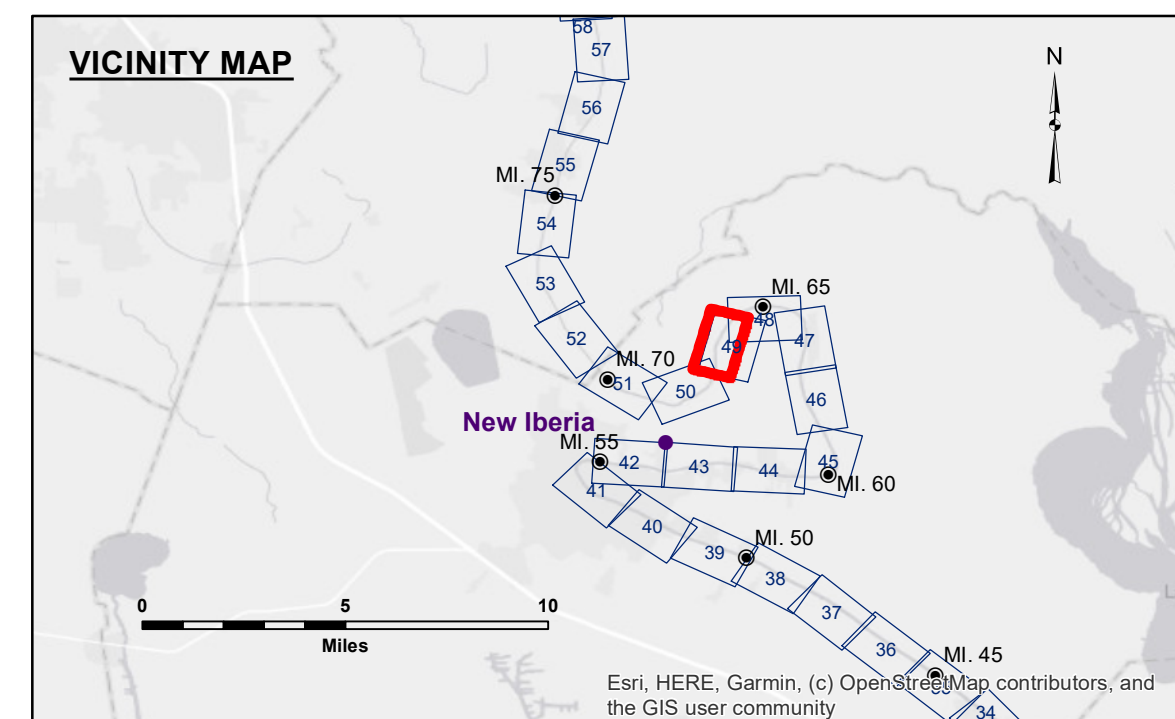 58
57
VICINITY MAP
N
56
55
MI. 75
54
53
MI. 65
48
52
49
47
MI. 70
51
50
46
New Iberia
MI. 55
42
43
44
45
MI. 60
41
40
39
MI. 50
38
37
0 5 10
Miles
36
MI. 45
35
Esri, HERE, Garmin, (c) OpenStreetMap contributors, and
the GIS user community
34